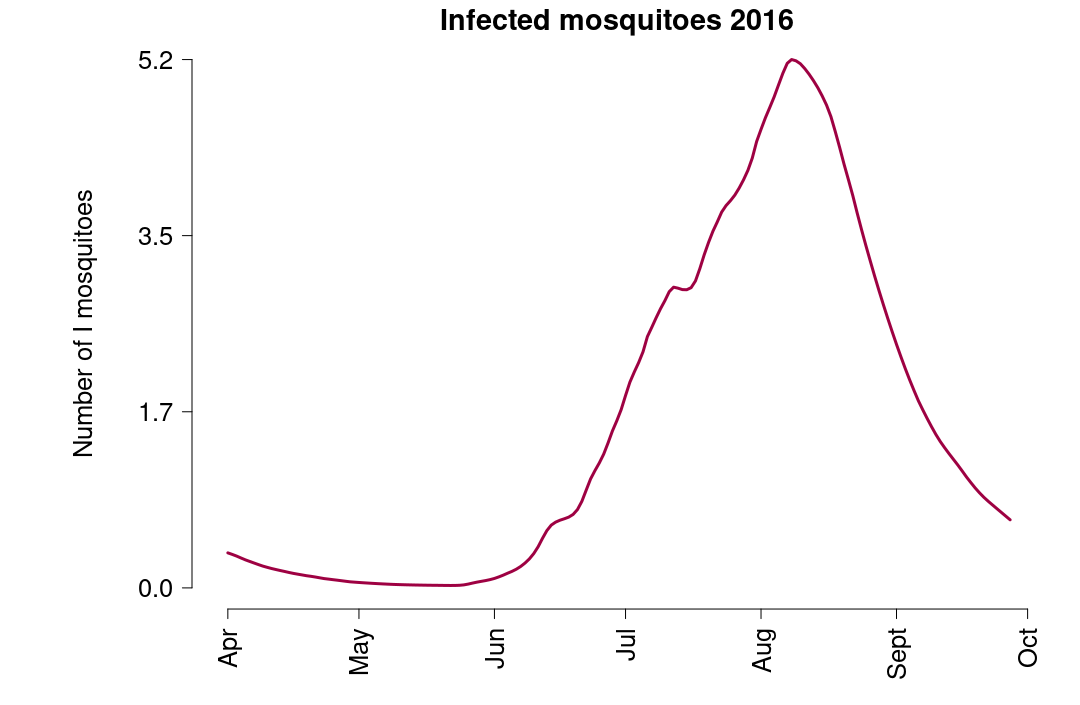 Infected mosquitoes 2016
Number of I mosquitoes
5.2
3.5
1.7
0.0
Apr
May
Jun
Jul
Aug
Sept
Oct